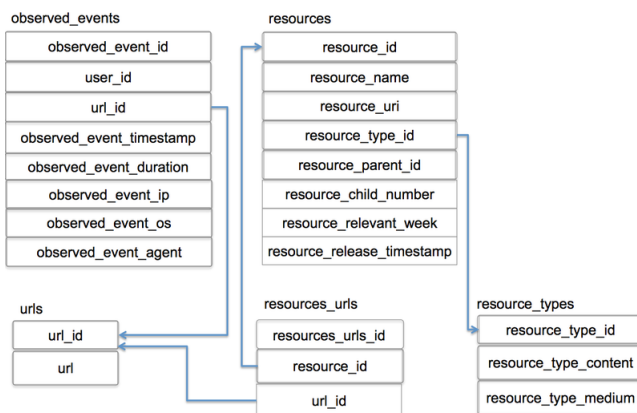 observed_events
observed_event_id
user_id
url_id
observed_event_timestamp
observed_event_duration
observed_event_ip
observed_event_os
observed_event_agent
resources
resource_id
resource_name
resource_uri
resource_type_id
resource_parent_id
resource_child_number
resource_relevant_week
resource_release_timestamp
urls
url_id
url
resources_urls
resources_urls_id
resource_id
url_id
resource_types
resource_type_id
resource_type_content
resource_type_medium